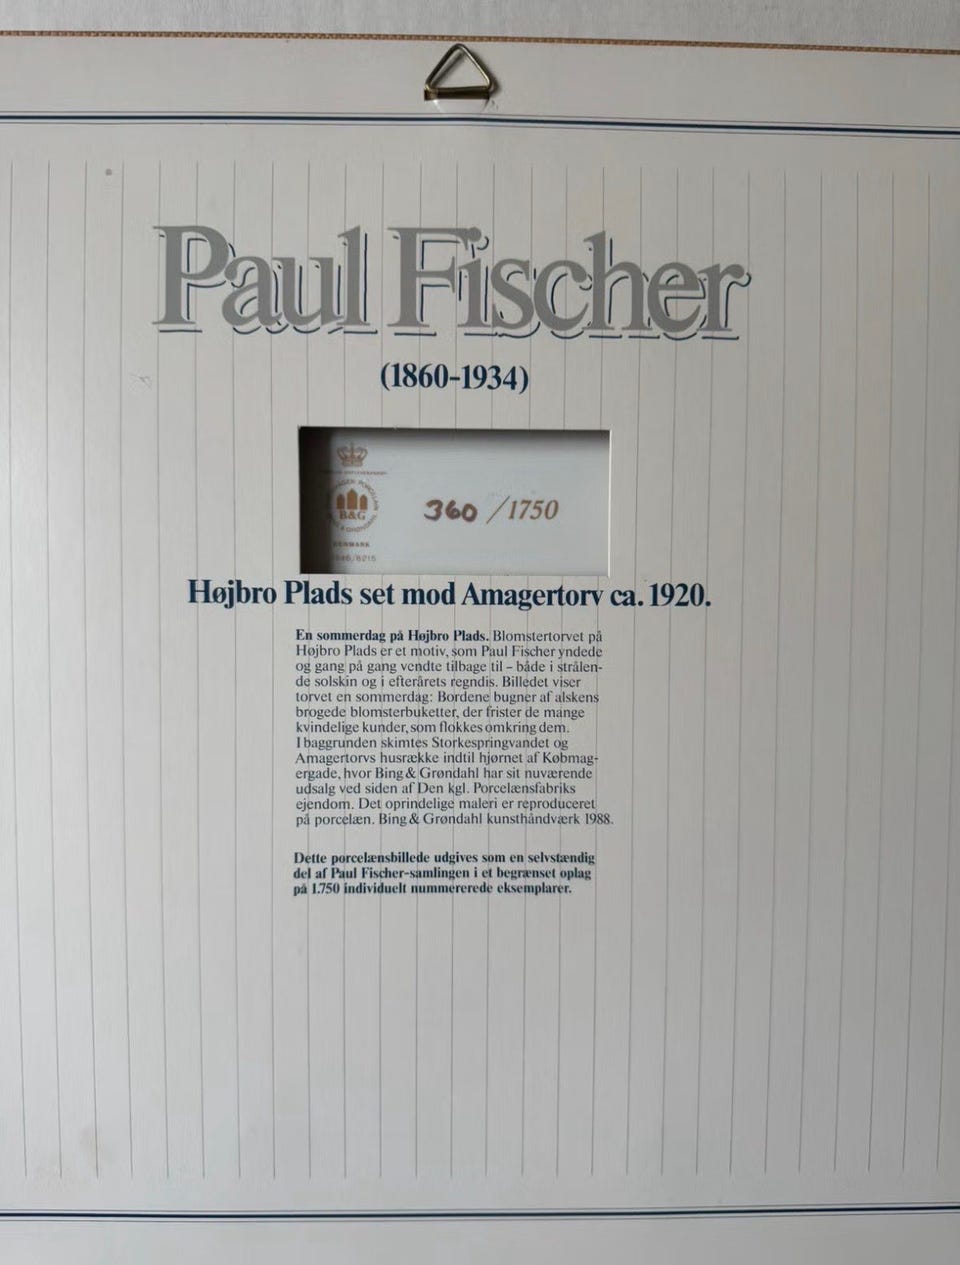 Paul Fischer
(1860-1934)
B&G
DENMARK
360 /1750
Højbro Plads set mod Amagertorv ca. 1920.
En sommerdag på Højbro Plads. Blomstertorvet på
Højbro Plads er et motiv, som Paul Fischer yndede
og gang på gang vendte tilbage til – både i strålen-
de solskin og i efterårets regndis. Billedet viser
torvet en sommerdag: Bordene bugner af alskens
brogede blomsterbuketter, der frister de mange
kvindelige kunder, som flokkes omkring dem.
I baggrunden skimtes Storkespringvandet og
Amagertorvs husrække indtil hjørnet af Købmag-
ergade, hvor Bing & Grøndahl har sit nuværende
udsalg ved siden af Den kgl. Porcelænsfabriks
ejendom. Det oprindelige maleri er reproduceret
på porcelæn. Bing & Grøndahl kunsthåndværk 1988.
Dette porcelænsbillede udgives som en selvstændig
del af Paul Fischer-samlingen i et begrænset oplag
på 1.750 individuelt nummererede eksemplarer.